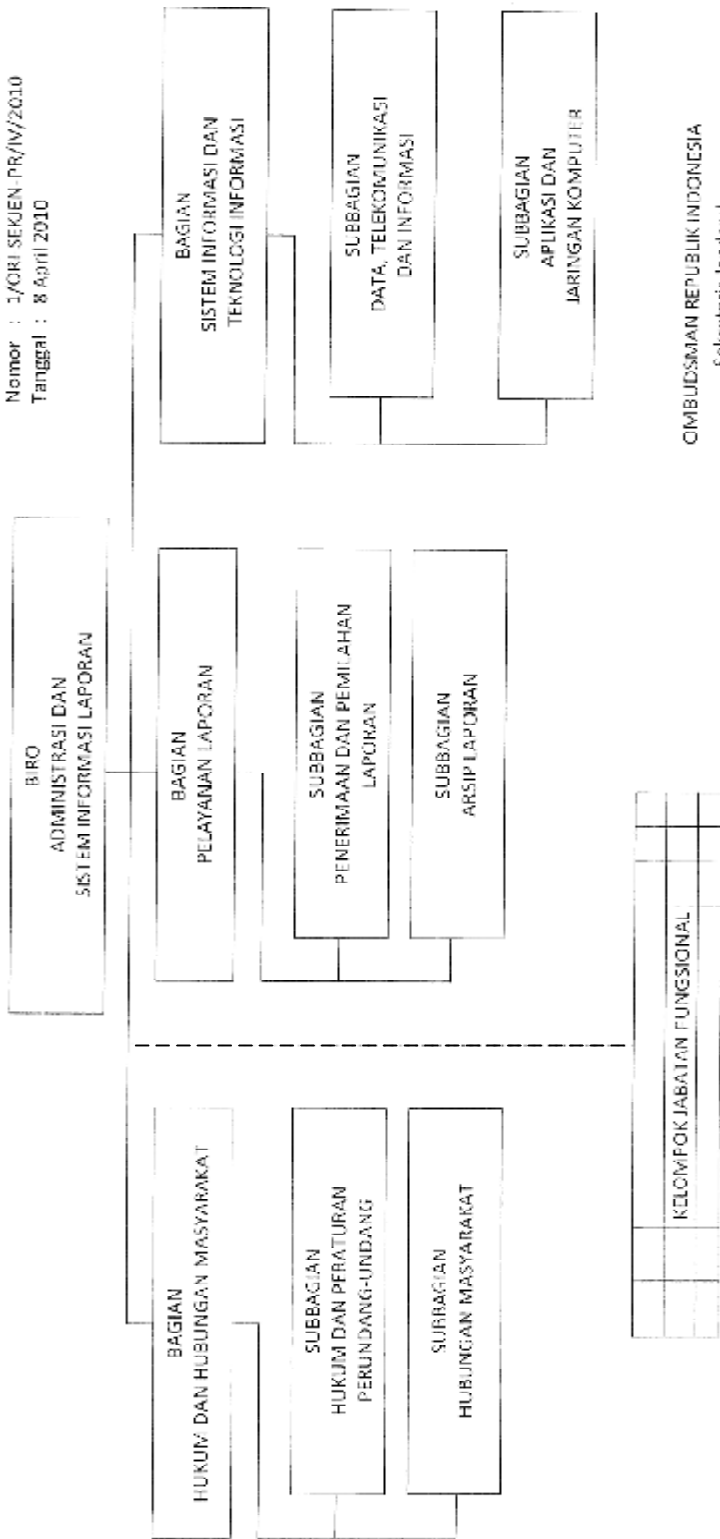 Nomor : 1/ORI SEKJEN-PR/IV/2010
Tanggal : 8 April 2010
BIRO
ADMINISTRASI DAN
SISTEM INFORMASI LAPORAN
BAGIAN
HUKUM DAN HUBUNGAN MASYARAKAT
SUBBAGIAN
HUKUM DAN PERATURAN
PERUNDANG-UNDANG
SUBBAGIAN
HUBUNGAN MASYARAKAT
BAGIAN
PELAYANAN LAPORAN
SUBBAGIAN
PENERIMAAN DAN PEMILAHAN
LAPORAN
SUBBAGIAN
ARSIP LAPORAN
BAGIAN
SISTEM INFORMASI DAN
TEKNOLOGI INFORMASI
SUBBAGIAN
DATA, TELEKOMUNIKASI
DAN INFORMASI
SUBBAGIAN
APLIKASI DAN
JARINGAN KOMPUTER
KELOMPOK JABATAN FUNGSIONAL
OMBUDSMAN REPUBLIK INDONESIA